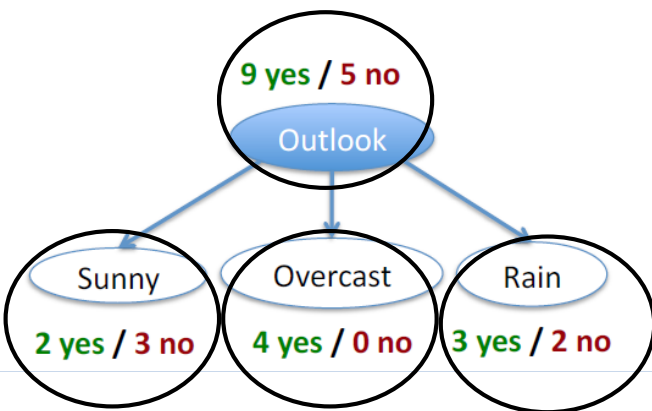 9 yes / 5 no
Outlook
Sunny Overcast Rain
2 yes / 3 no 4 yes / 0 no 3 yes / 2 no